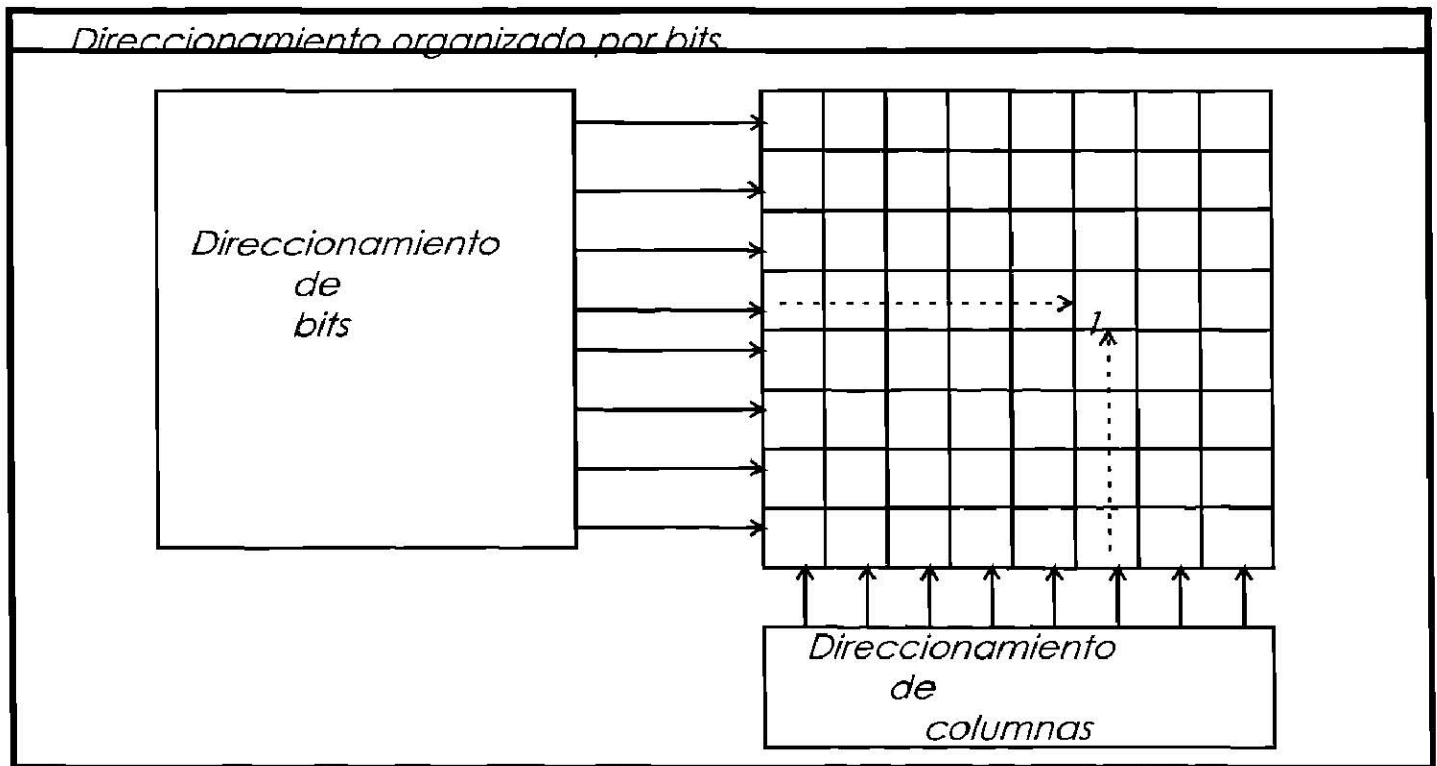 Direccionamiento organizado por bits
Direccionamiento
de
bits
1
Direccionamiento
de
columnas